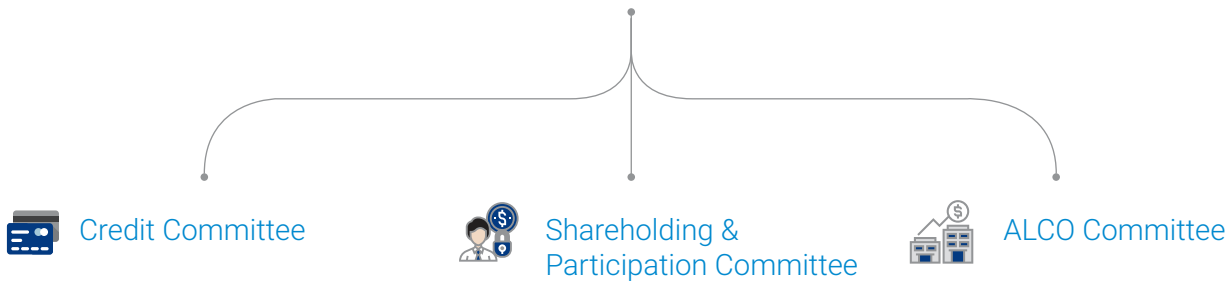 Credit Committee
Shareholding &
Participation Committee
ALCO Committee